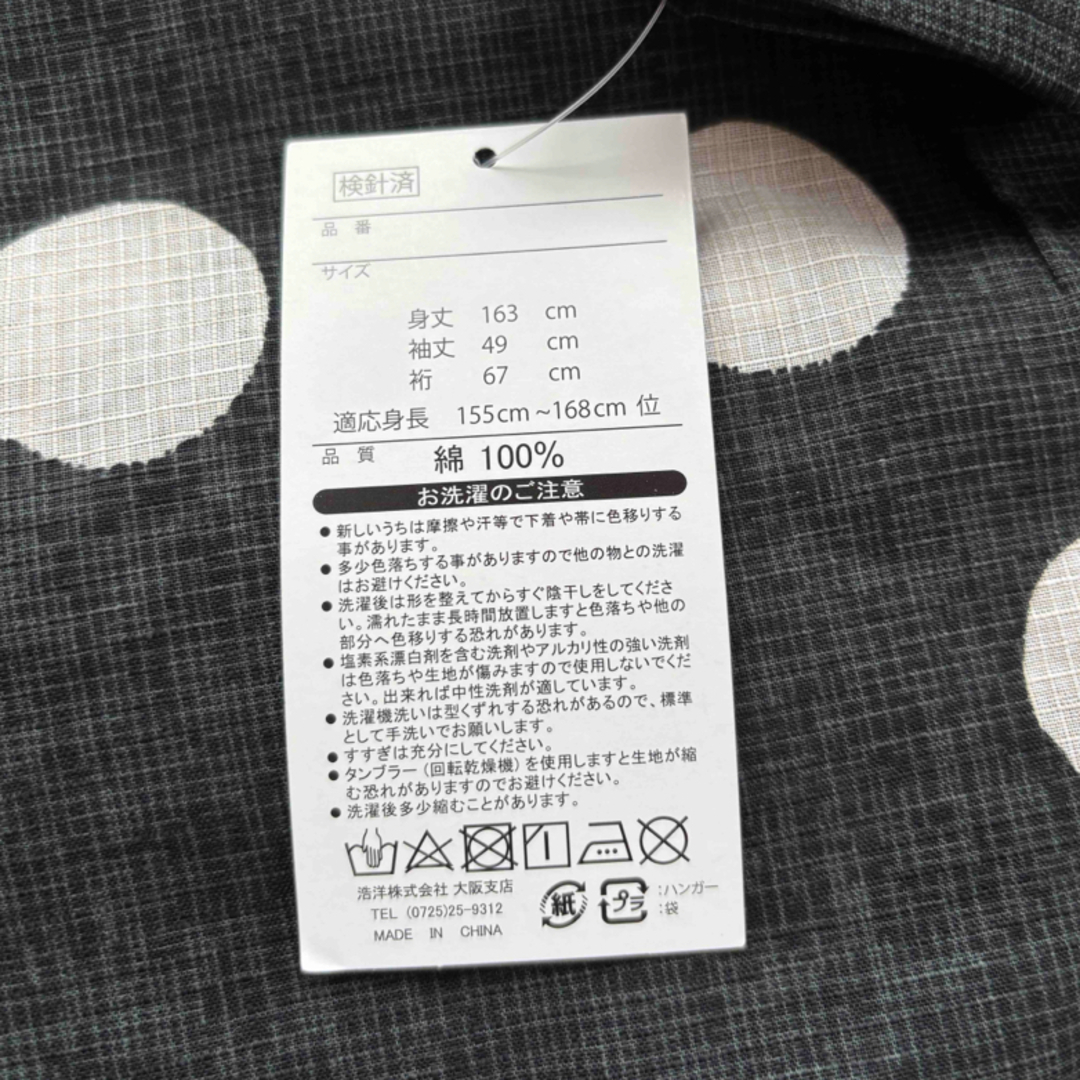 検針済
品 番
サイズ
身丈 163 cm
袖丈 49 cm
裄 67 cm
適応身長 155cm~168cm 位
品 質 綿 100%
お洗濯のご注意
●新しいうちは摩擦や汗等で下着や帯に色移りする
事があります。
●多少色落ちする事がありますので他の物との洗濯
はお避けください。
●洗濯後は形を整えてからすぐ陰干しをしてくださ
い。濡れたまま長時間放置しますと色落ちや他の
部分へ色移りする恐れがあります。
●塩素系漂白剤を含む洗剤やアルカリ性の強い洗剤
は色落ちや生地が傷みますので使用しないでくだ
さい。出来れば中性洗剤が適しています。
●洗濯機洗いは型くずれする恐れがあるので、標準
として手洗いでお願いします。
●すすぎは充分にしてください。
●タンブラー(回転乾燥機)を使用しますと生地が縮
む恐れがありますのでお避けください。
●洗濯後多少縮むことがあります。
浩洋株式会社 大阪支店
TEL (0725)25-9312
MADE IN CHINA
紙 プラ :ハンガー
:袋